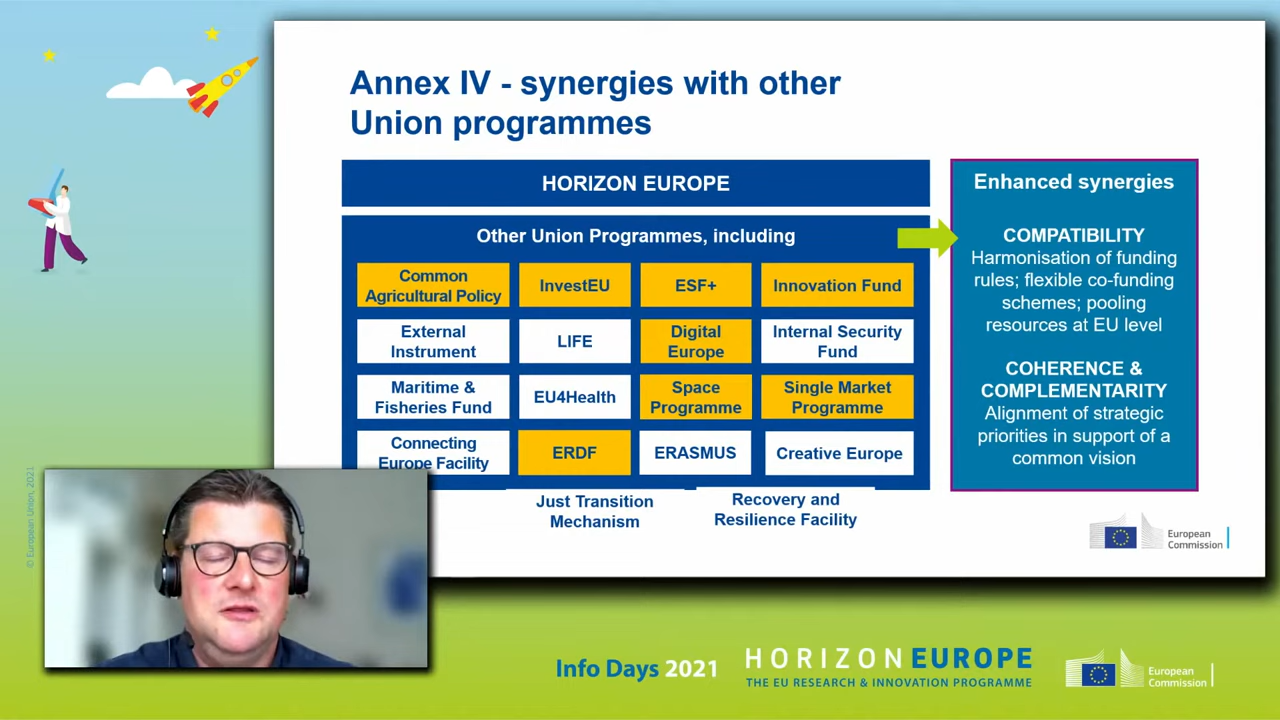 Annex IV - synergies with other
Union programmes
HORIZON EUROPE
Other Union Programmes, including
Common
Agricultural Policy
InvestEU
ESF+
Innovation Fund
External
Instrument
LIFE
Digital
Europe
Internal Security
Fund
Maritime &
Fisheries Fund
EU4Health
Space
Programme
Single Market
Programme
Connecting
Europe Facility
ERDF
ERASMUS
Creative Europe
Just Transition
Mechanism
Recovery and
Resilience Facility
Enhanced synergies
COMPATIBILITY
Harmonisation of funding
rules; flexible co-funding
schemes; pooling
resources at EU level
COHERENCE &
COMPLEMENTARITY
Alignment of strategic
priorities in support of a
common vision
European
Commission
© European Union, 2021
Info Days 2021
HORIZON EUROPE
THE EU RESEARCH & INNOVATION PROGRAMME
European
Commission